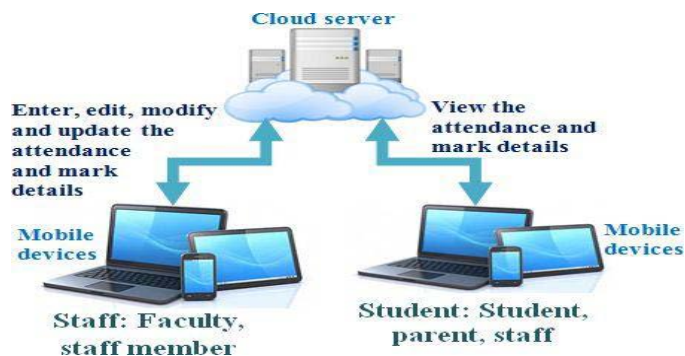 Cloud server
Enter, edit, modify
and update the
attendance
and mark
details
View the
attendance and
mark details
Mobile
devices
Mobile
devices
Staff: Faculty,
staff member
Student: Student,
parent, staff